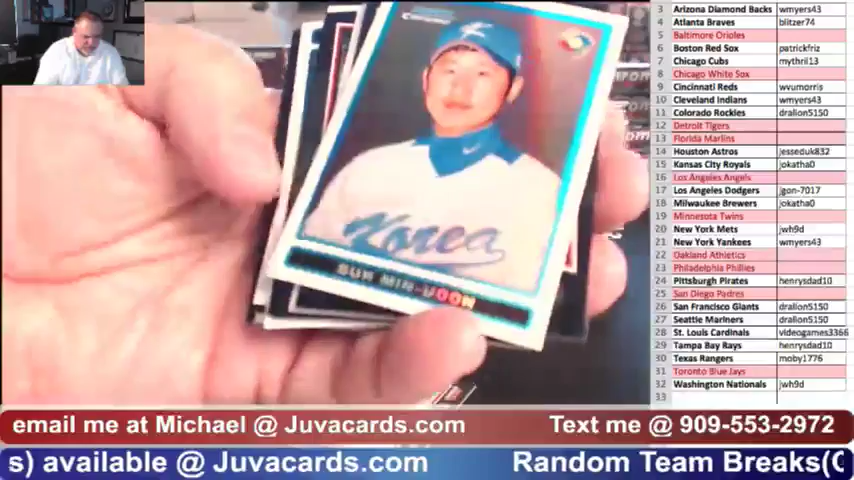 Korea
SUK MIN-YOON
3 Arizona Diamond Backs wmyers43
4 Atlanta Braves blitzer74
5 Baltimore Orioles
6 Boston Red Sox patrickfriz
7 Chicago Cubs mythril13
8 Chicago White Sox
9 Cincinnati Reds wvumorris
10 Cleveland Indians wmyers43
11 Colorado Rockies dralion5150
12 Detroit Tigers
13 Florida Marlins
14 Houston Astros jesseduk832
15 Kansas City Royals jokatha0
16 Los Angeles Angels
17 Los Angeles Dodgers jgon-7017
18 Milwaukee Brewers jokatha0
19 Minnesota Twins
20 New York Mets jwh9d
21 New York Yankees wmyers43
22 Oakland Athletics
23 Philadelphia Phillies
24 Pittsburgh Pirates henrysdad10
25 San Diego Padres
26 San Francisco Giants dralion5150
27 Seattle Mariners dralion5150
28 St. Louis Cardinals videogames3366
29 Tampa Bay Rays henrysdad10
30 Texas Rangers moby1776
31 Toronto Blue Jays
32 Washington Nationals jwh9d
33
email me at Michael @ Juvacards.com Text me @ 909-553-2972
s) available @ Juvacards.com Random Team Breaks(C